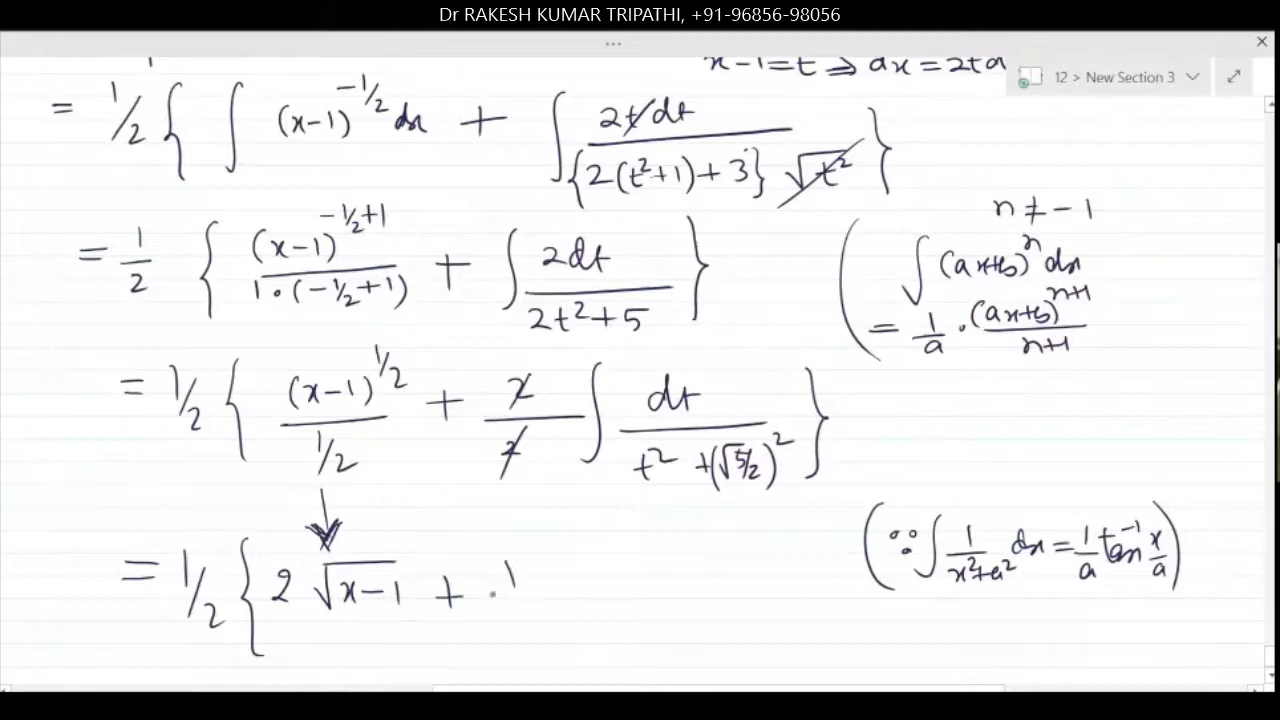 Dr RAKESH KUMAR TRIPATHI, +91-96856-98056
x-1=t² ⇒ dx=2td
12 > New Section 3
= 1/2 { ∫ (x-1)^(-1/2) dx + ∫ 2t dt / ({2(t²+1)+3} √t²) }
= 1/2 { (x-1)^(-1/2+1) / (1·(-1/2+1)) + ∫ 2dt / (2t²+5) }
( n ≠ -1
∫ (ax+b)^n dx
= 1/a · (ax+b)^(n+1) / (n+1)
= 1/2 { (x-1)^(1/2) / (1/2) + 2/2 ∫ dt / (t² + (√5/2)²) }
= 1/2 { 2 √(x-1) + 1
( ∵ ∫ 1/(x²+a²) dx = 1/a tan⁻¹ x/a )